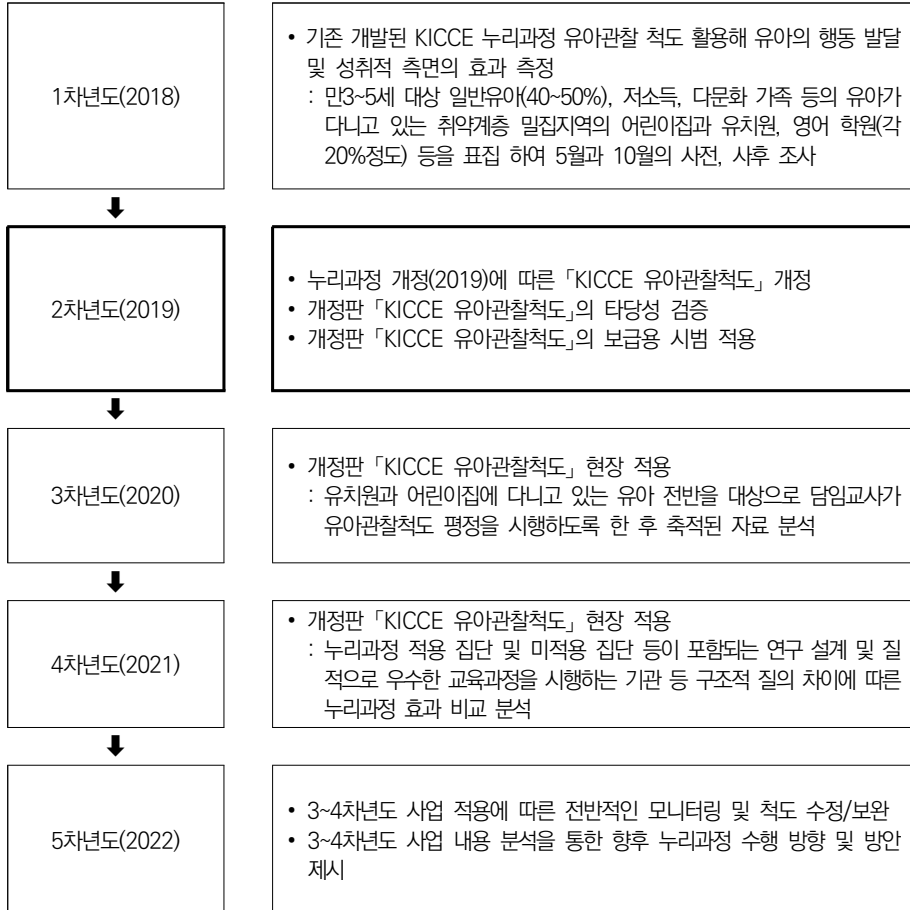 1차년도(2018)
• 기존 개발된 KICCE 누리과정 유아관찰 척도 활용해 유아의 행동 발달
및 성취적 측면의 효과 측정
: 만3~5세 대상 일반유아(40~50%), 저소득, 다문화 가족 등의 유아가
다니고 있는 취약계층 밀집지역의 어린이집과 유치원, 영어 학원(각
20%정도) 등을 표집 하여 5월과 10월의 사전, 사후 조사
2차년도(2019)
• 누리과정 개정(2019)에 따른 「KICCE 유아관찰척도」 개정
• 개정판 「KICCE 유아관찰척도」의 타당성 검증
• 개정판 「KICCE 유아관찰척도」의 보급용 시범 적용
3차년도(2020)
• 개정판 「KICCE 유아관찰척도」 현장 적용
: 유치원과 어린이집에 다니고 있는 유아 전반을 대상으로 담임교사가
유아관찰척도 평정을 시행하도록 한 후 축적된 자료 분석
4차년도(2021)
• 개정판 「KICCE 유아관찰척도」 현장 적용
: 누리과정 적용 집단 및 미적용 집단 등이 포함되는 연구 설계 및 질
적으로 우수한 교육과정을 시행하는 기관 등 구조적 질의 차이에 따른
누리과정 효과 비교 분석
5차년도(2022)
• 3~4차년도 사업 적용에 따른 전반적인 모니터링 및 척도 수정/보완
• 3~4차년도 사업 내용 분석을 통한 향후 누리과정 수행 방향 및 방안
제시